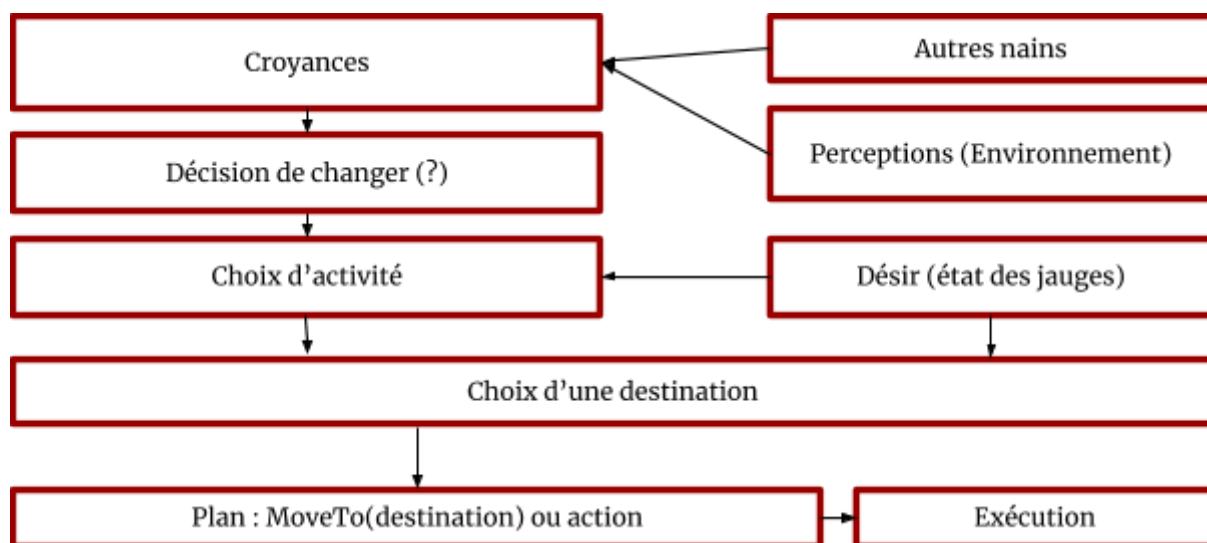 Croyances
Autres nains
Perceptions (Environnement)
Décision de changer (?)
Choix d’activité
Désir (état des jauges)
Choix d’une destination
Plan : MoveTo(destination) ou action
Exécution